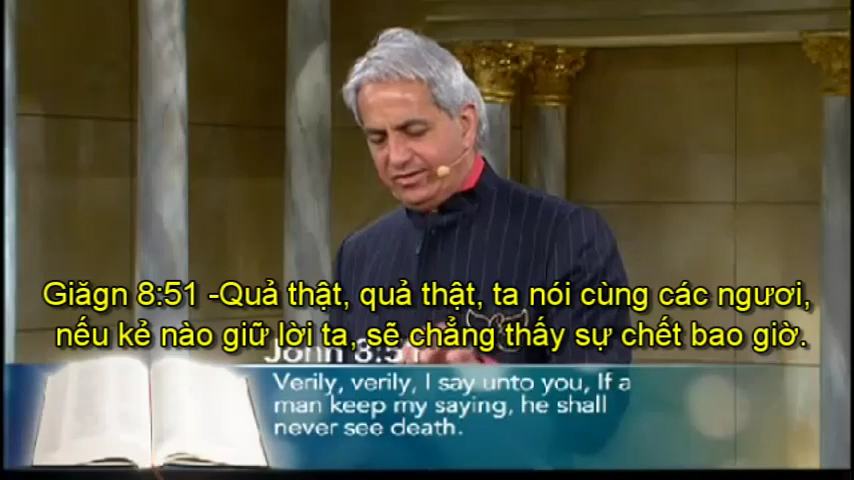 Giăgn 8:51 -Quả thật, quả thật, ta nói cùng các ngươi,
nếu kẻ nào giữ lời ta, sẽ chẳng thấy sự chết bao giờ.
John 8:51
Verily, verily, I say unto you, If a
man keep my saying, he shall
never see death.